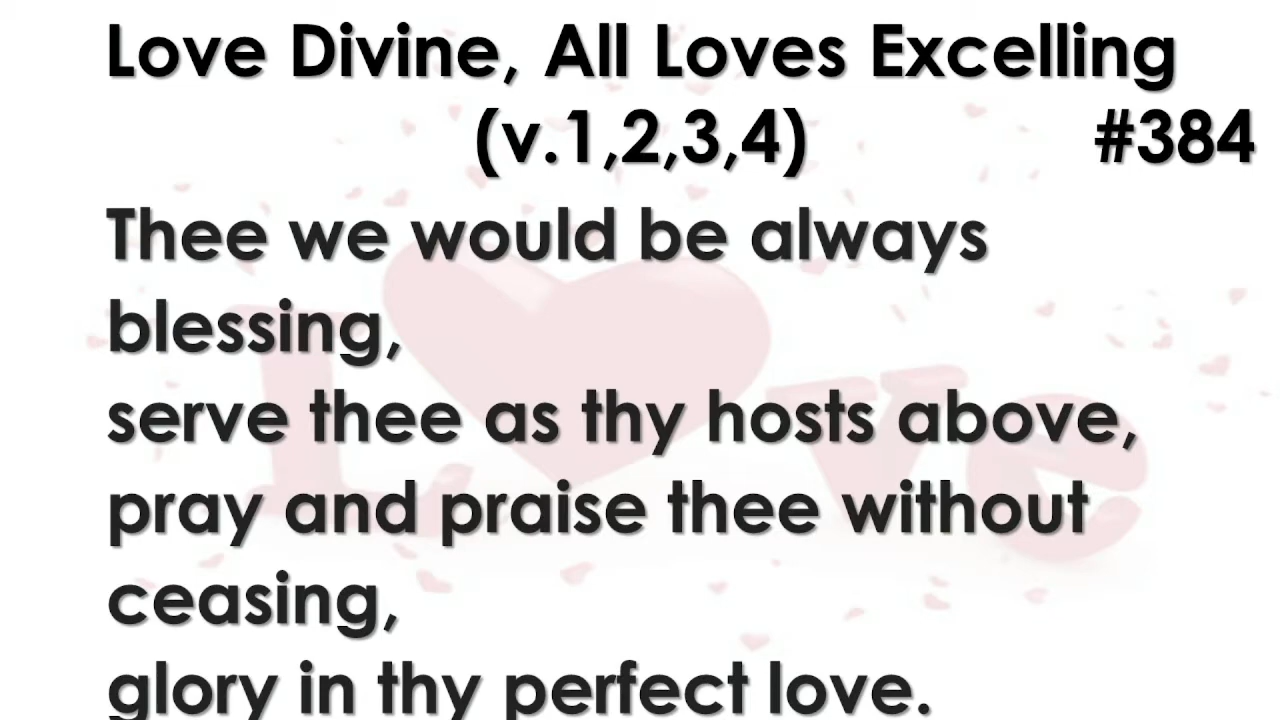 Love Divine, All Loves Excelling
(v.1,2,3,4) #384
Thee we would be always
blessing,
serve thee as thy hosts above,
pray and praise thee without
ceasing,
glory in thy perfect love.
Love